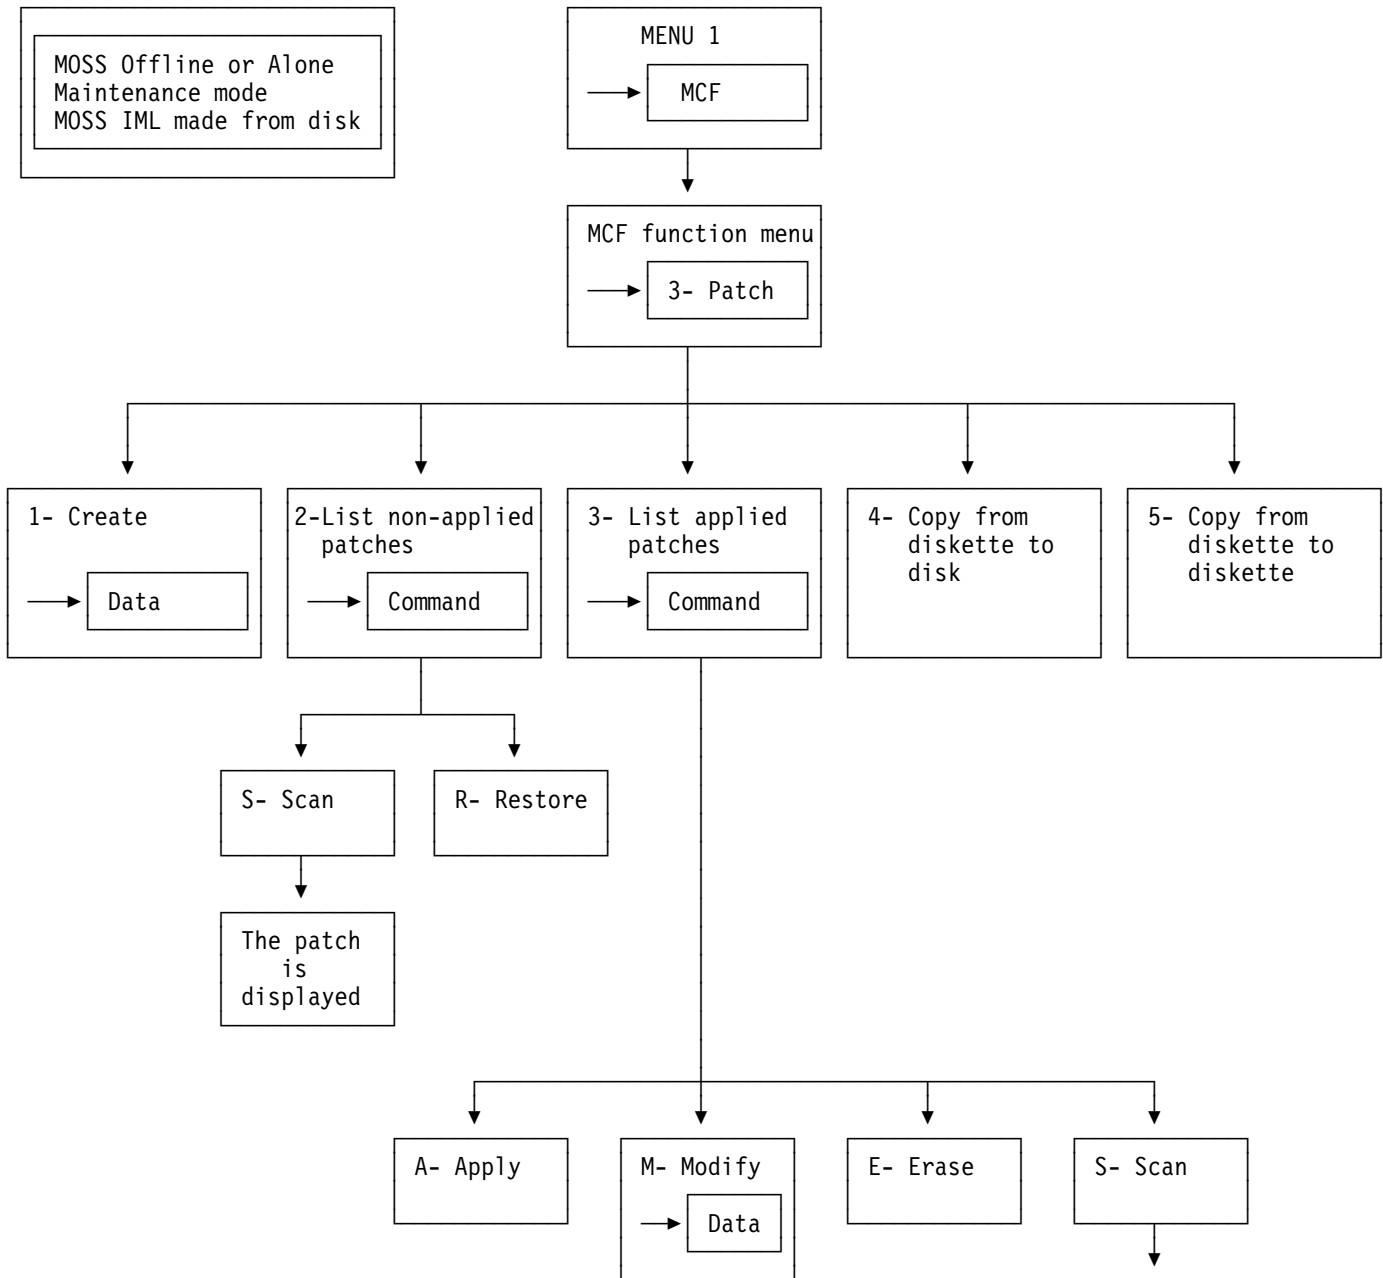 MOSS Offline or Alone
Maintenance mode
MOSS IML made from disk
MENU 1
MCF
MCF function menu
3- Patch
1- Create
Data
2-List non-applied
patches
Command
3- List applied
patches
Command
4- Copy from
diskette to
disk
5- Copy from
diskette to
diskette
S- Scan
R- Restore
The patch
is
displayed
A- Apply
M- Modify
Data
E- Erase
S- Scan